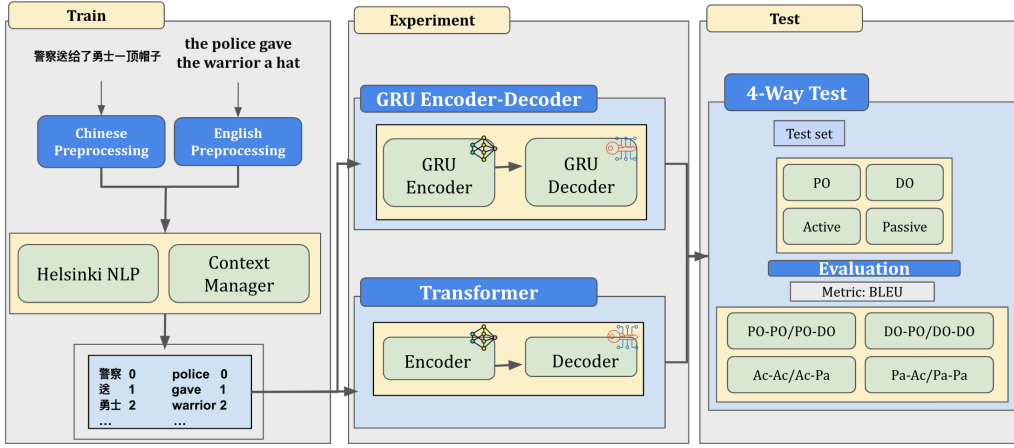 Train
警察送给了勇士一顶帽子
the police gave
the warrior a hat
Chinese
Preprocessing
English
Preprocessing
Helsinki NLP
Context
Manager
警察 0 police 0
送 1 gave 1
勇士 2 warrior 2
... ...
Experiment
GRU Encoder-Decoder
GRU
Encoder
GRU
Decoder
Transformer
Encoder
Decoder
Test
4-Way Test
Test set
PO
DO
Active
Passive
Evaluation
Metric: BLEU
PO-PO/PO-DO
DO-PO/DO-DO
Ac-Ac/Ac-Pa
Pa-Ac/Pa-Pa